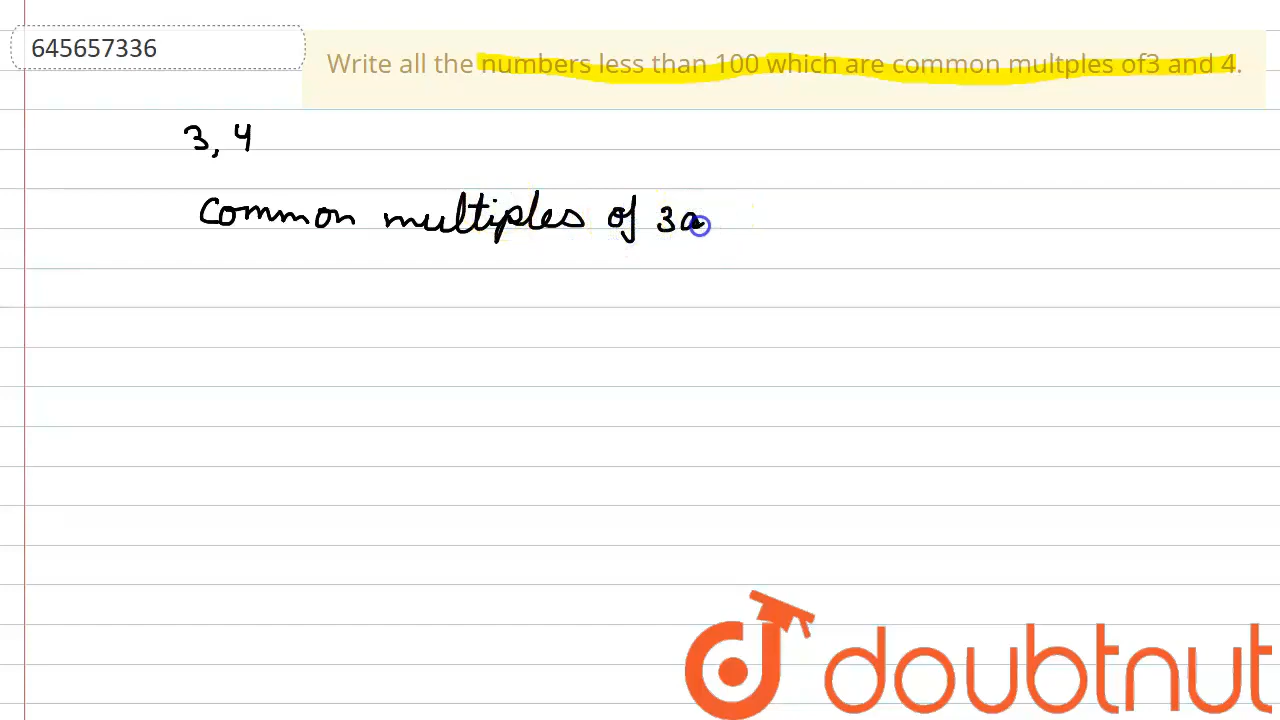 645657336
Write all the numbers less than 100 which are common multples of3 and 4.
3, 4
Common multiples of 3a
doubtnut